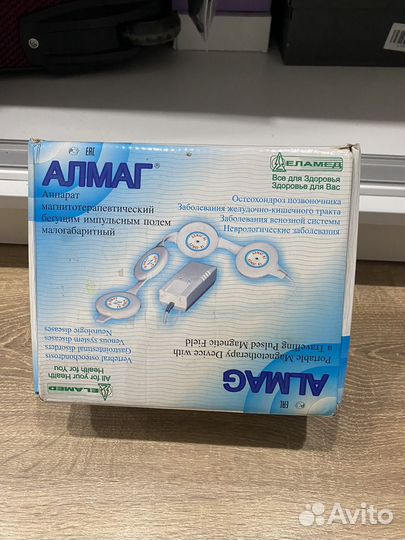 АЛМАГ®
EAC
ЕЛАМЕД
Все для Здоровья
Здоровье для Вас
Аппарат
магнитотерапевтический
бегущим импульсным полем
малогабаритный
Остеохондроз позвоночника
Заболевания желудочно-кишечного тракта
Заболевания венозной системы
Неврологические заболевания
ALMAG
EAC
Portable Magnetotherapy Device with
a Travelling Pulsed Magnetic Field
Vertebral osteochondrosis
Gastrointestinal disorders
Venous system diseases
Neurologic diseases
ELAMED
All for your Health
Health for You
Avito